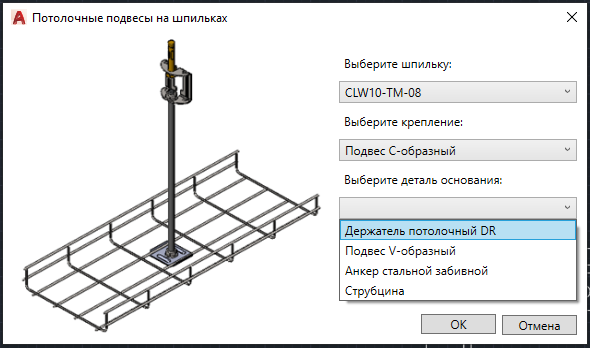 Потолочные подвесы на шпильках
Выберите шпильку:
CLW10-TM-08
Выберите крепление:
Подвес С-образный
Выберите деталь основания:
Держатель потолочный DR
Подвес V-образный
Анкер стальной забивной
Струбцина
OK
Отмена